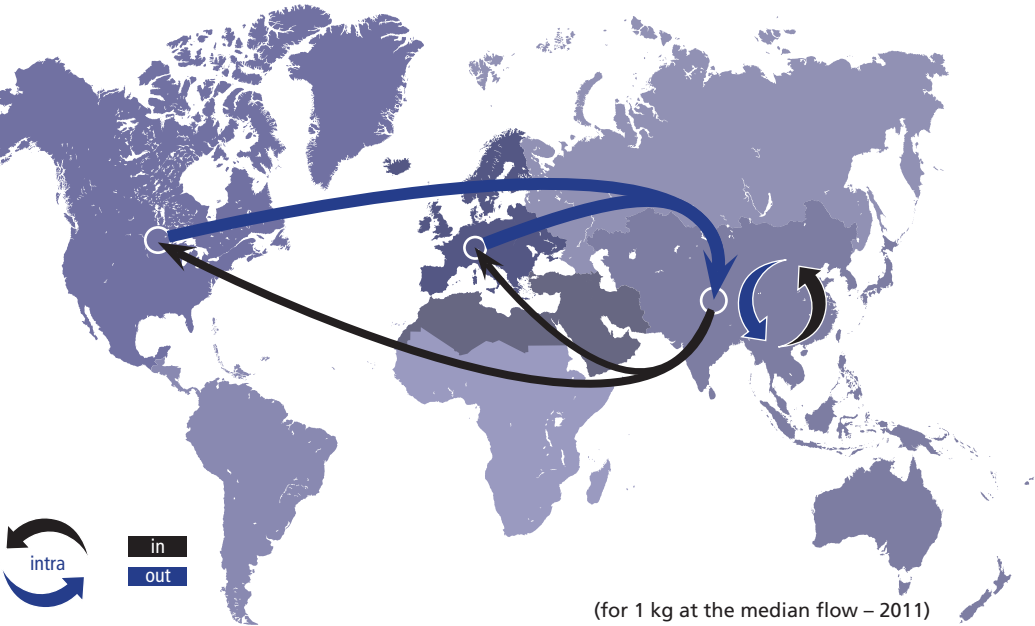 intra
in
out
(for 1 kg at the median flow – 2011)